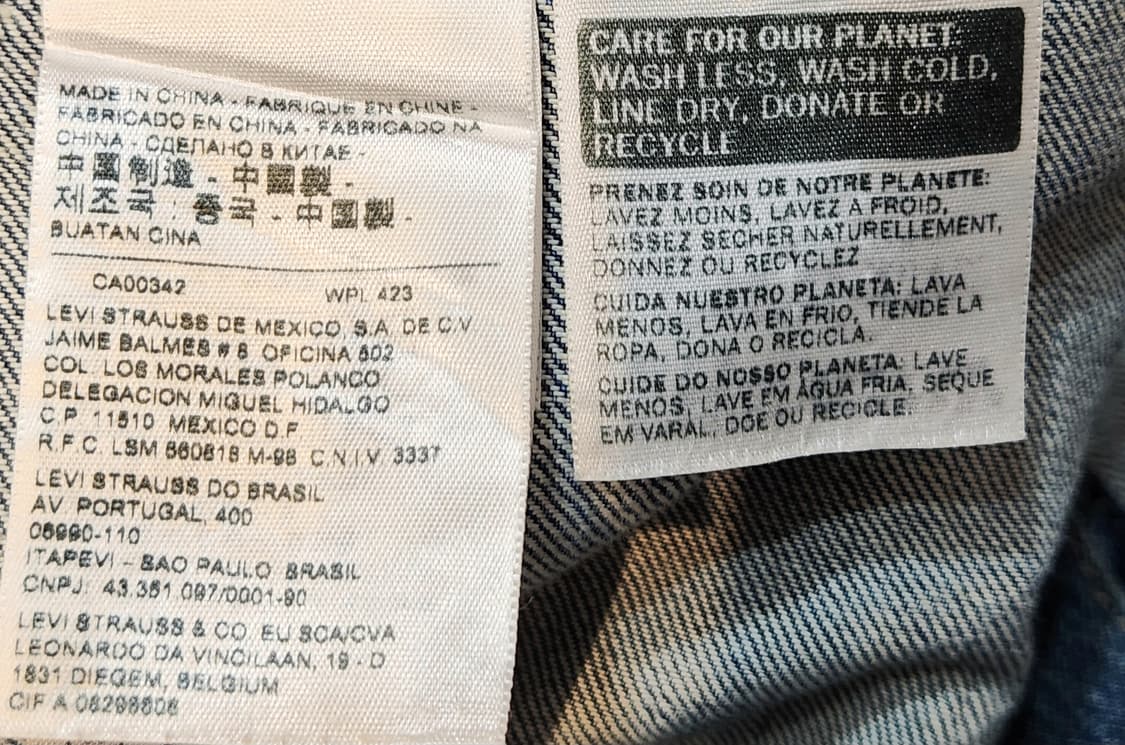 MADE IN CHINA - FABRIQUE EN CHINE -
FABRICADO EN CHINA - FABRICADO NA
CHINA - СДЕЛАНО В КИТАЕ -
中國制造 - 中國製 -
제조국 : 중국 - 中國製 -
BUATAN CINA
CA00342 WPL 423
LEVI STRAUSS DE MEXICO, S.A. DE C.V
JAIME BALMES # 8 OFICINA 602
COL. LOS MORALES POLANCO
DELEGACION MIGUEL HIDALGO
C.P. 11510 MEXICO D.F
R.F.C. LSM 860818 M-98 C.N.I.V. 3337
LEVI STRAUSS DO BRASIL
AV. PORTUGAL, 400
06690-110
ITAPEVI - SAO PAULO BRASIL
CNPJ: 43.351.097/0001-90
LEVI STRAUSS & CO. EU SCA/CVA
LEONARDO DA VINCILAAN, 19 - D
1831 DIEGEM, BELGIUM
CIF A 08298806
CARE FOR OUR PLANET:
WASH LESS, WASH COLD,
LINE DRY, DONATE OR
RECYCLE
PRENEZ SOIN DE NOTRE PLANETE:
LAVEZ MOINS, LAVEZ A FROID,
LAISSEZ SECHER NATURELLEMENT,
DONNEZ OU RECYCLEZ
CUIDA NUESTRO PLANETA: LAVA
MENOS, LAVA EN FRIO, TIENDE LA
ROPA, DONA O RECICLA.
CUIDE DO NOSSO PLANETA: LAVE
MENOS, LAVE EM ÁGUA FRIA, SEQUE
EM VARAL, DOE OU RECICLE.